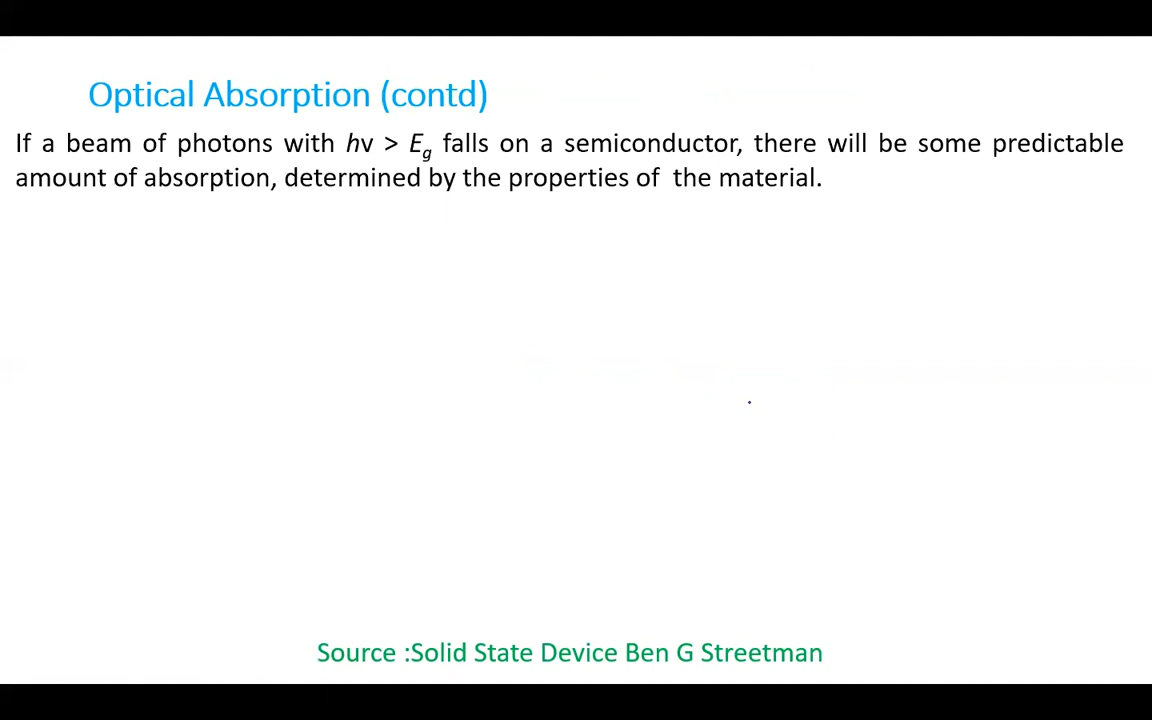 Optical Absorption (contd)
If a beam of photons with hv > Eg falls on a semiconductor, there will be some predictable
amount of absorption, determined by the properties of the material.
Source :Solid State Device Ben G Streetman